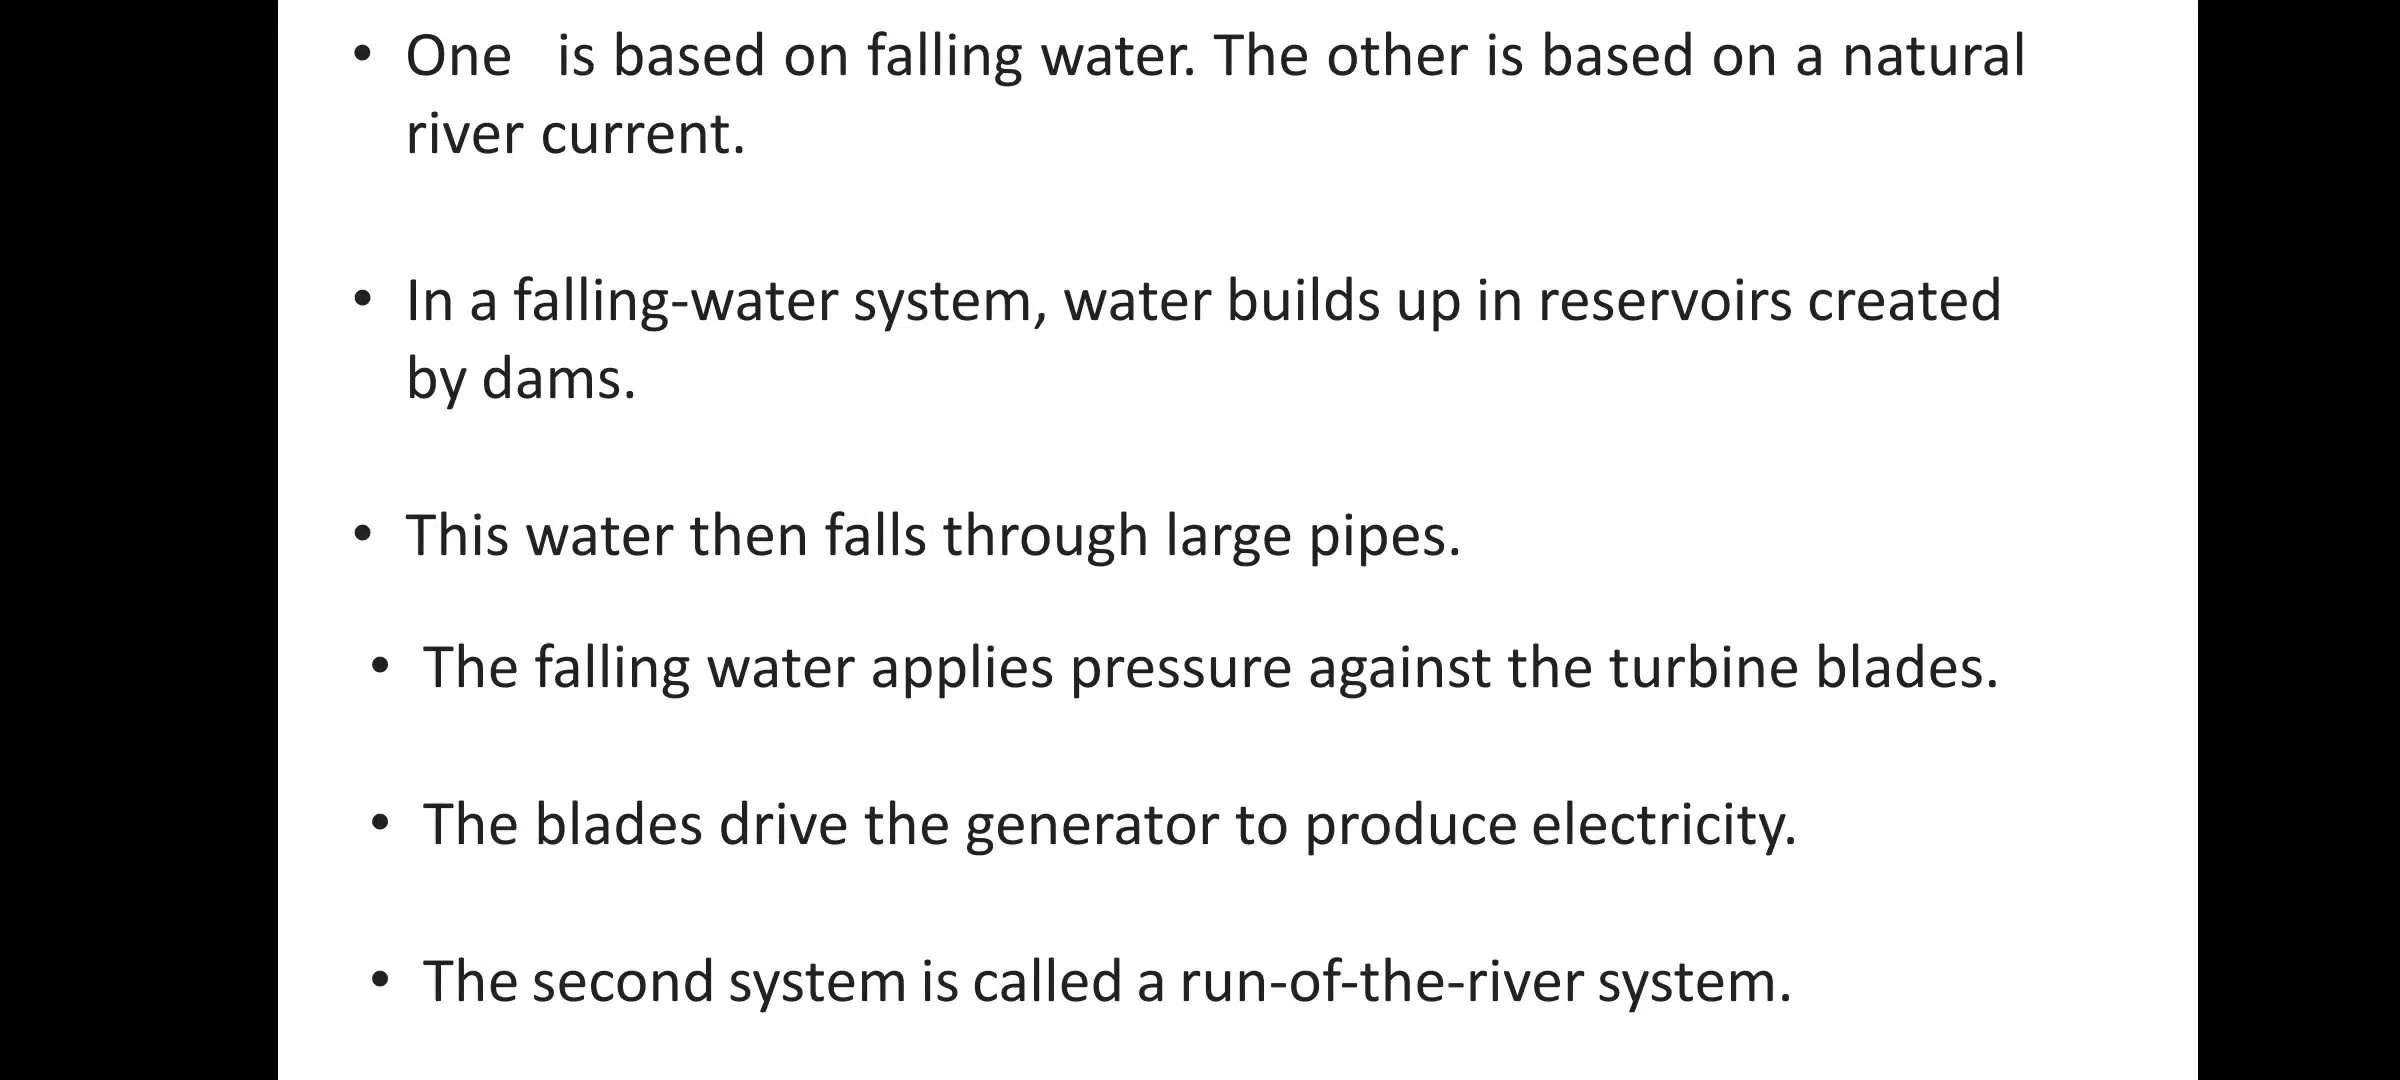 • One is based on falling water. The other is based on a natural
river current.
• In a falling-water system, water builds up in reservoirs created
by dams.
• This water then falls through large pipes.
• The falling water applies pressure against the turbine blades.
• The blades drive the generator to produce electricity.
• The second system is called a run-of-the-river system.